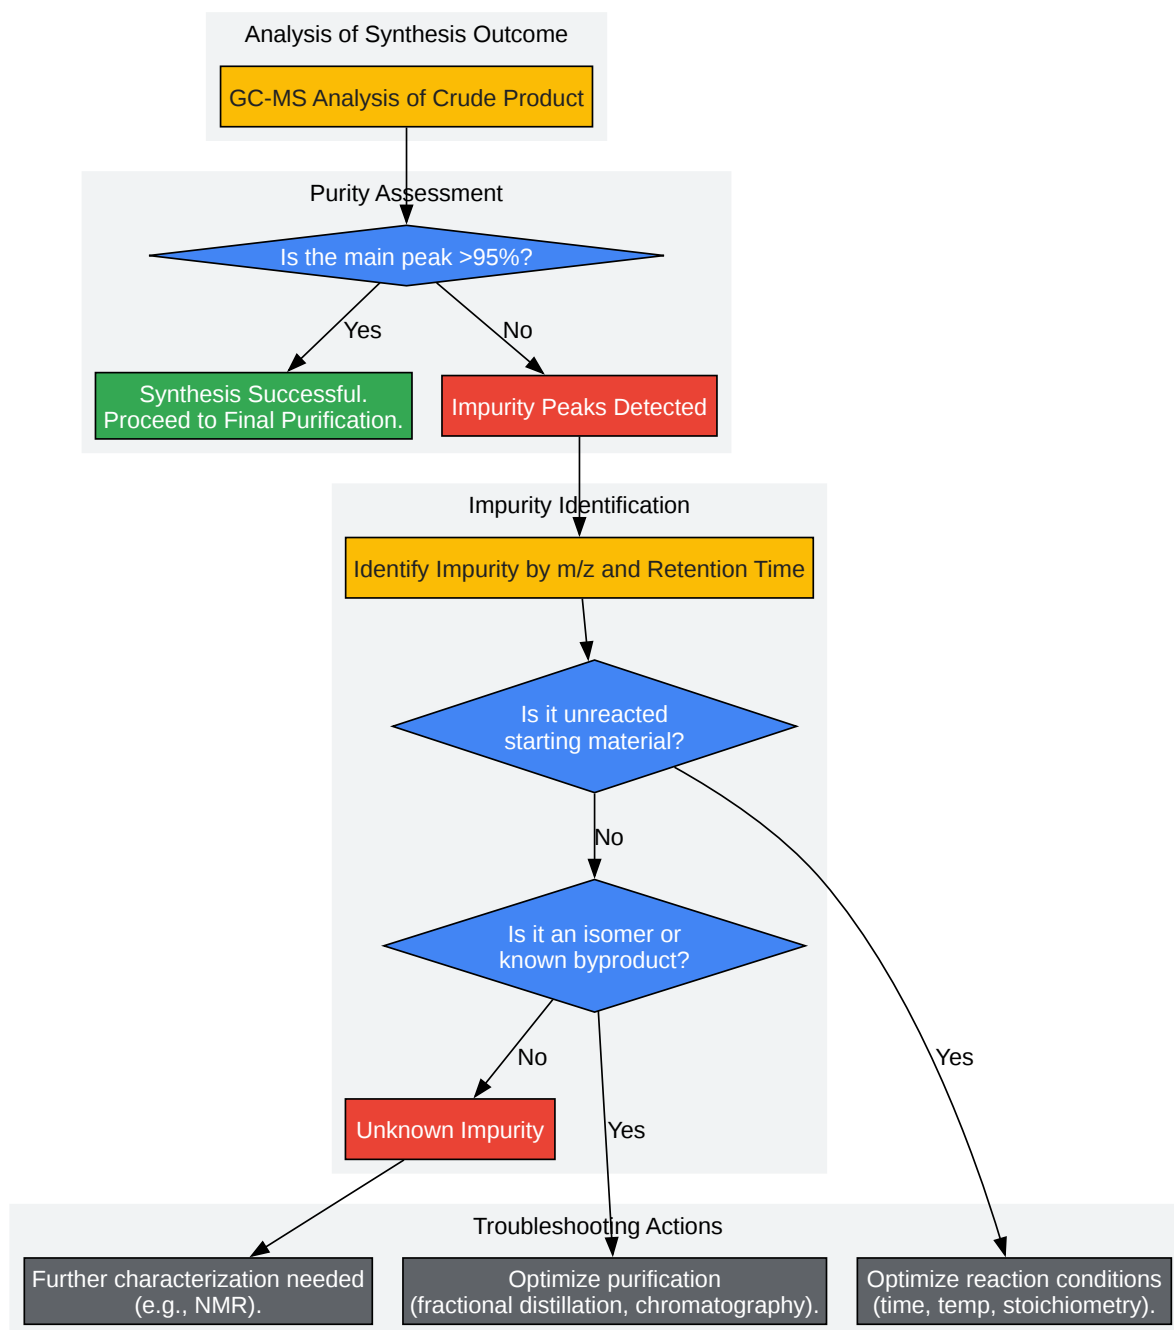 Analysis of Synthesis Outcome
GC-MS Analysis of Crude Product
Purity Assessment
Is the main peak >95%?
Yes
No
Synthesis Successful.
Proceed to Final Purification.
Impurity Peaks Detected
Impurity Identification
Identify Impurity by m/z and Retention Time
Is it unreacted
starting material?
No
Is it an isomer or
known byproduct?
No
Yes
Unknown Impurity
Yes
Troubleshooting Actions
Further characterization needed
(e.g., NMR).
Optimize purification
(fractional distillation, chromatography).
Optimize reaction conditions
(time, temp, stoichiometry).